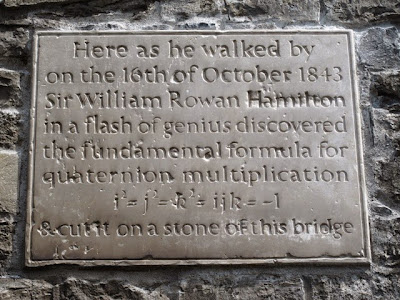 Here as he walked by
on the 16th of October 1843
Sir William Rowan Hamilton
in a flash of genius discovered
the fundamental formula for
quaternion multiplication
i² = j² = k² = ijk = -1
& cut it on a stone of this bridge